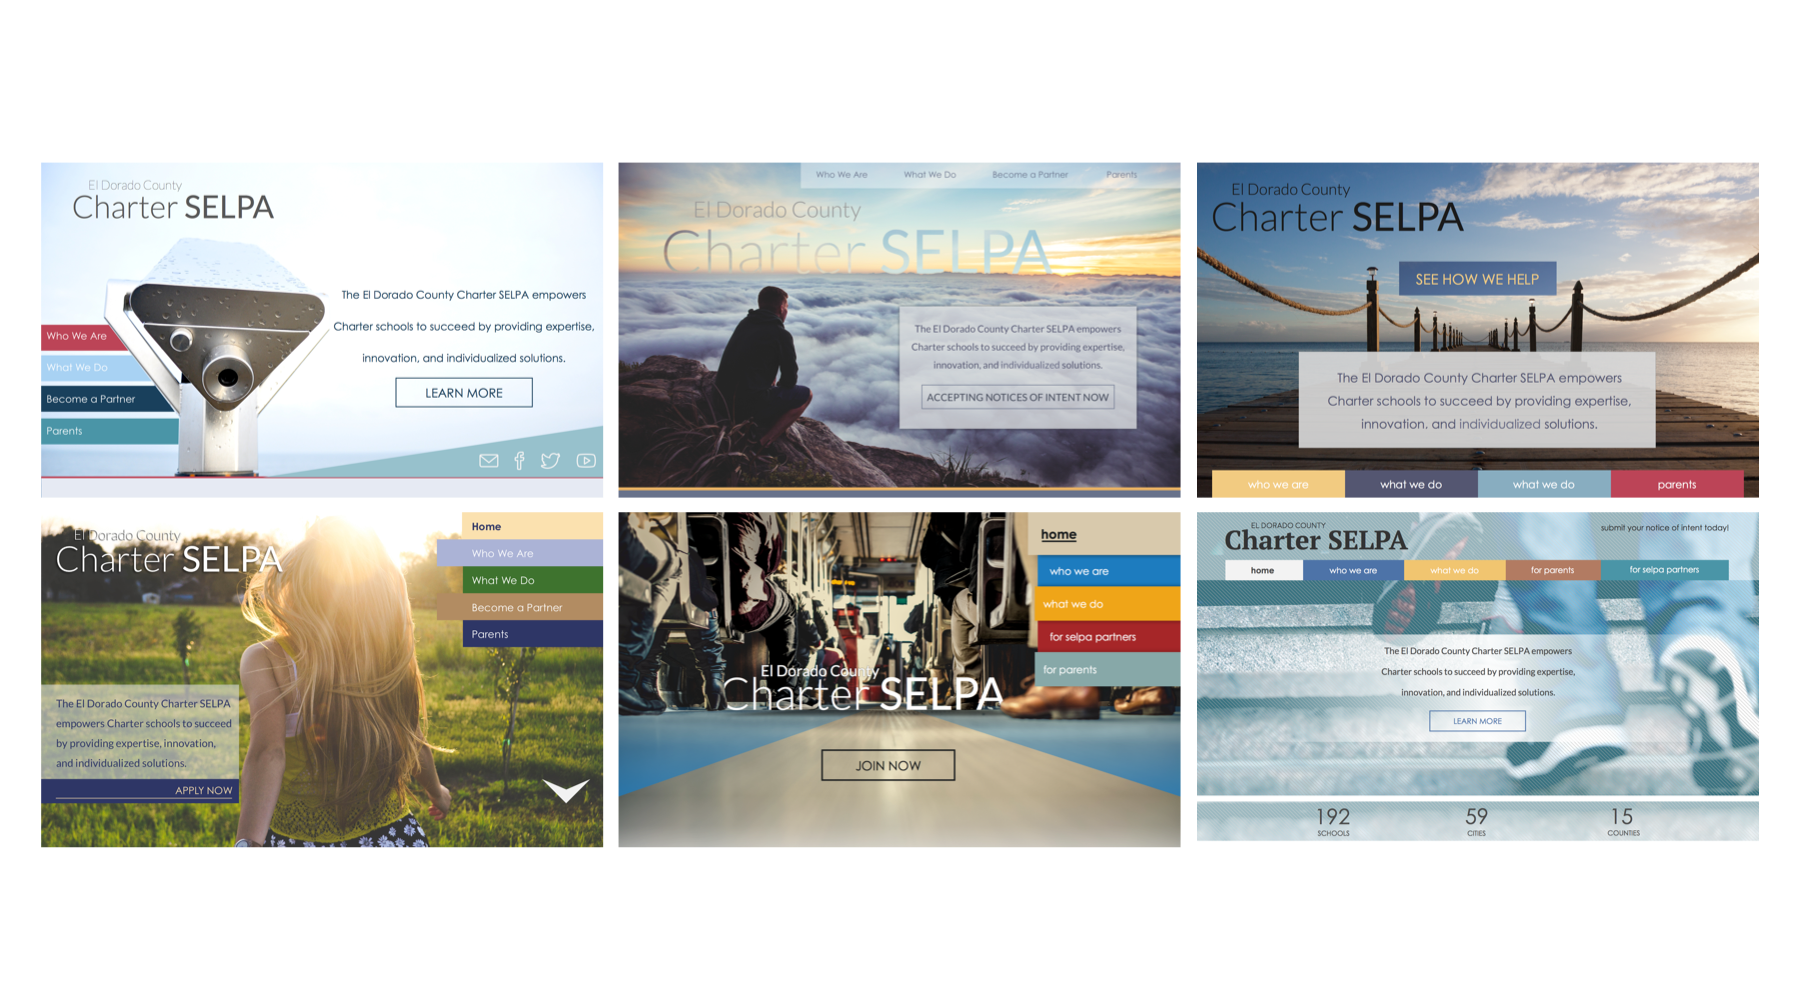 El Dorado County
Charter SELPA
The El Dorado County Charter SELPA empowers
Charter schools to succeed by providing expertise,
innovation, and individualized solutions.
LEARN MORE
Who We Are
What We Do
Become a Partner
Parents
Who We Are What We Do Become a Partner Parents
El Dorado County
Charter SELPA
The El Dorado County Charter SELPA empowers
Charter schools to succeed by providing expertise,
innovation, and individualized solutions.
ACCEPTING NOTICES OF INTENT NOW
El Dorado County
Charter SELPA
SEE HOW WE HELP
The El Dorado County Charter SELPA empowers
Charter schools to succeed by providing expertise,
innovation. and individualized solutions.
who we are what we do what we do parents
El Dorado County
Charter SELPA
Home
Who We Are
What We Do
Become a Partner
Parents
The El Dorado County Charter SELPA
empowers Charter schools to succeed
by providing expertise, innovation,
and individualized solutions.
APPLY NOW
home
who we are
what we do
for selpa partners
for parents
El Dorado County
Charter SELPA
JOIN NOW
EL DORADO COUNTY
Charter SELPA
submit your notice of intent today!
home who we are what we do for parents for selpa partners
The El Dorado County Charter SELPA empowers
Charter schools to succeed by providing expertise,
innovation, and individualized solutions.
LEARN MORE
192 59 15
SCHOOLS CITIES COUNTIES